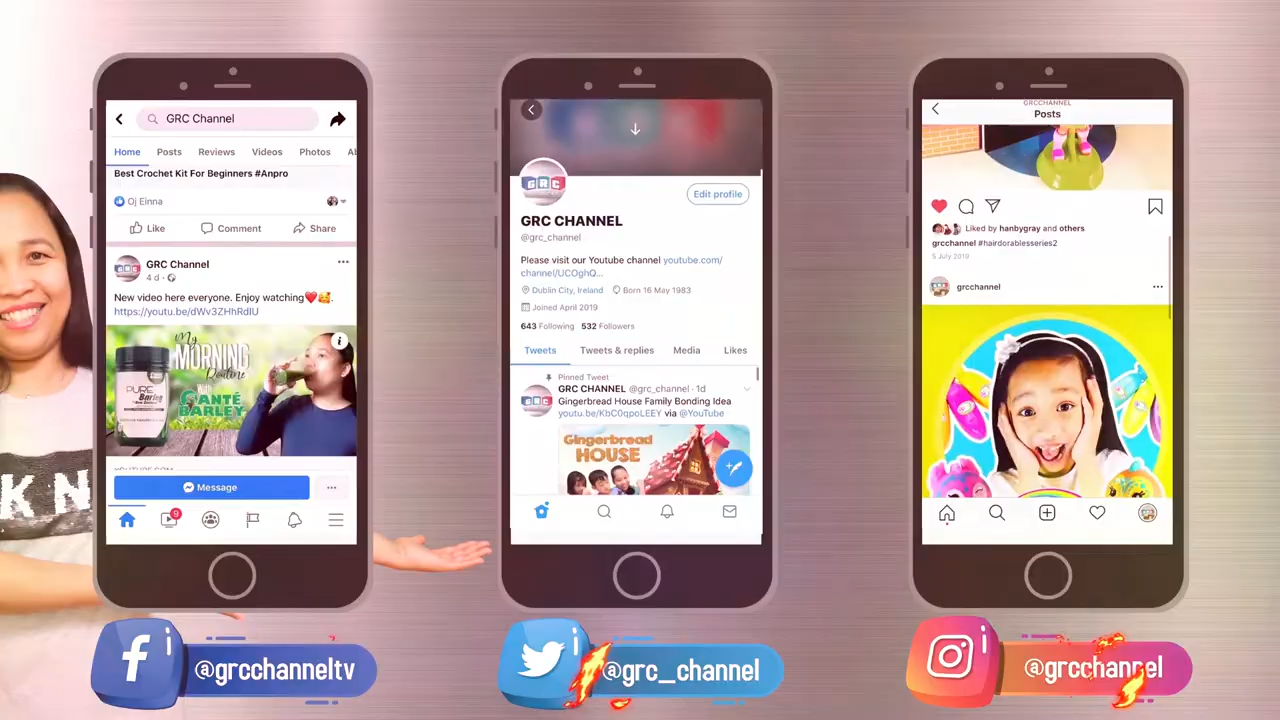 GRC Channel
Home Posts Reviews Videos Photos Ab
Best Crochet Kit For Beginners #Anpro
Oj Einna
Like Comment Share
GRC Channel
4 d
New video here everyone. Enjoy watching❤️🥰.
https://youtu.be/dWv3ZHhRdIU
My
MORNING
Routine
With
SANTÉ
BARLEY
PURE
Barley
Message
9
KN
@grcchanneltv
GRC
GRC CHANNEL
Edit profile
@grc_channel
Please visit our Youtube channel youtube.com/
channel/UCOghQ...
Dublin City, Ireland Born 16 May 1983
Joined April 2019
643 Following 532 Followers
Tweets Tweets & replies Media Likes
Pinned Tweet
GRC CHANNEL @grc_channel · 1d
Gingerbread House Family Bonding Idea
youtu.be/KbC0qpoLEEY via @YouTube
Gingerbread
HOUSE
@grc_channel
GRCCHANNEL
Posts
Liked by hanbygray and others
grcchannel #hairdorablesseries2
5 July 2019
grcchannel
@grcchannel